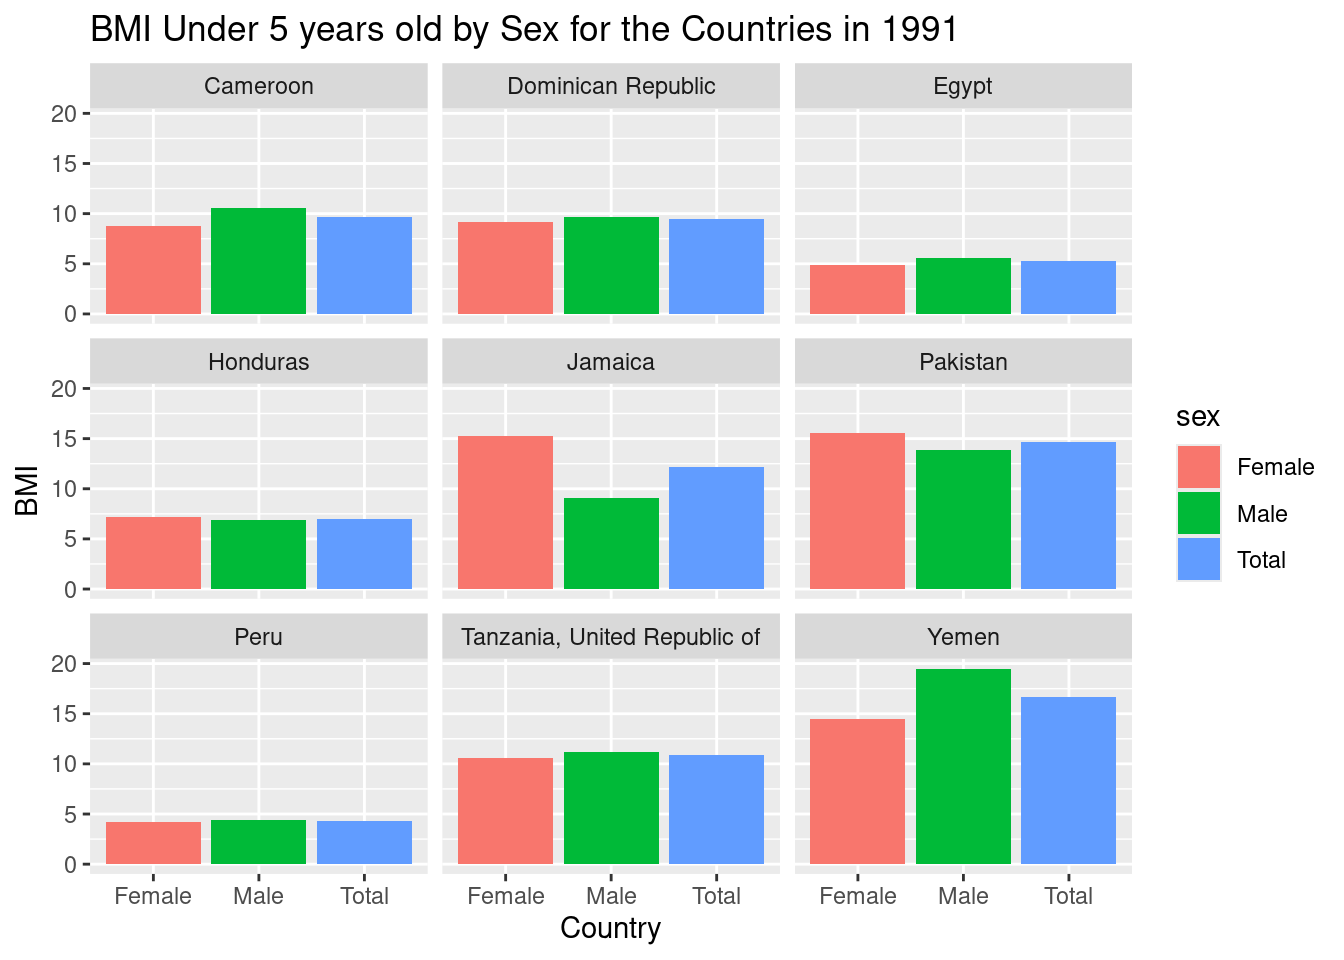 BMI Under 5 years old by Sex for the Countries in 1991
Cameroon
Dominican Republic
Egypt
20
15
10
5
0
Honduras
Jamaica
Pakistan
20
15
10
5
0
Peru
Tanzania, United Republic of
Yemen
20
15
10
5
0
Female Male Total
Female Male Total
Female Male Total
Country
BMI
sex
Female
Male
Total